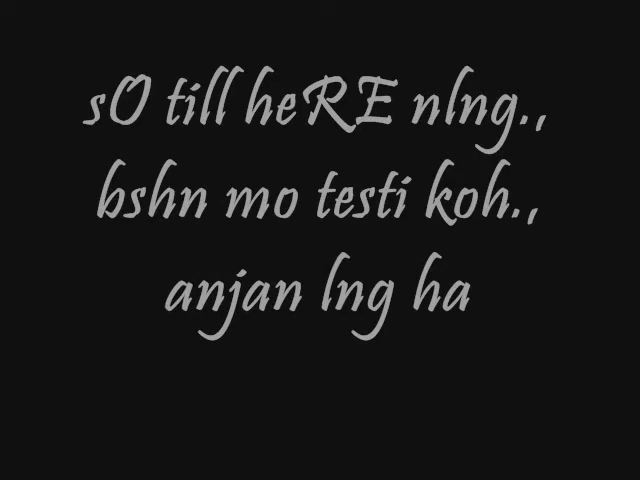 sO till heRE nlng.,
bshn mo testi koh.,
anjan lng ha